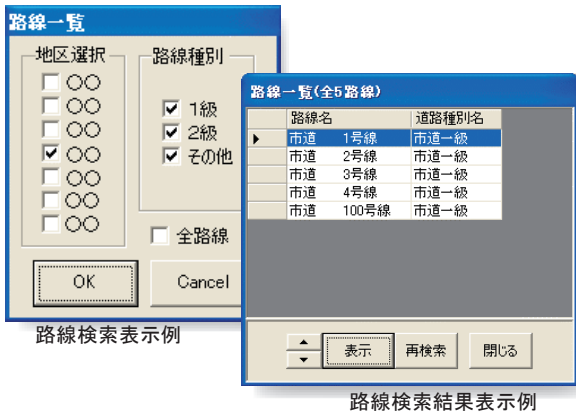 路線一覧
地区選択
○○
○○
○○
○○
○○
○○
○○
路線種別
1級
2級
その他
全路線
OK
Cancel
路線検索表示例
路線一覧(全5路線)
路線名 道路種別名
市道 1号線 市道一級
市道 2号線 市道一級
市道 3号線 市道一級
市道 4号線 市道一級
市道 100号線 市道一級
表示 再検索 閉じる
路線検索結果表示例